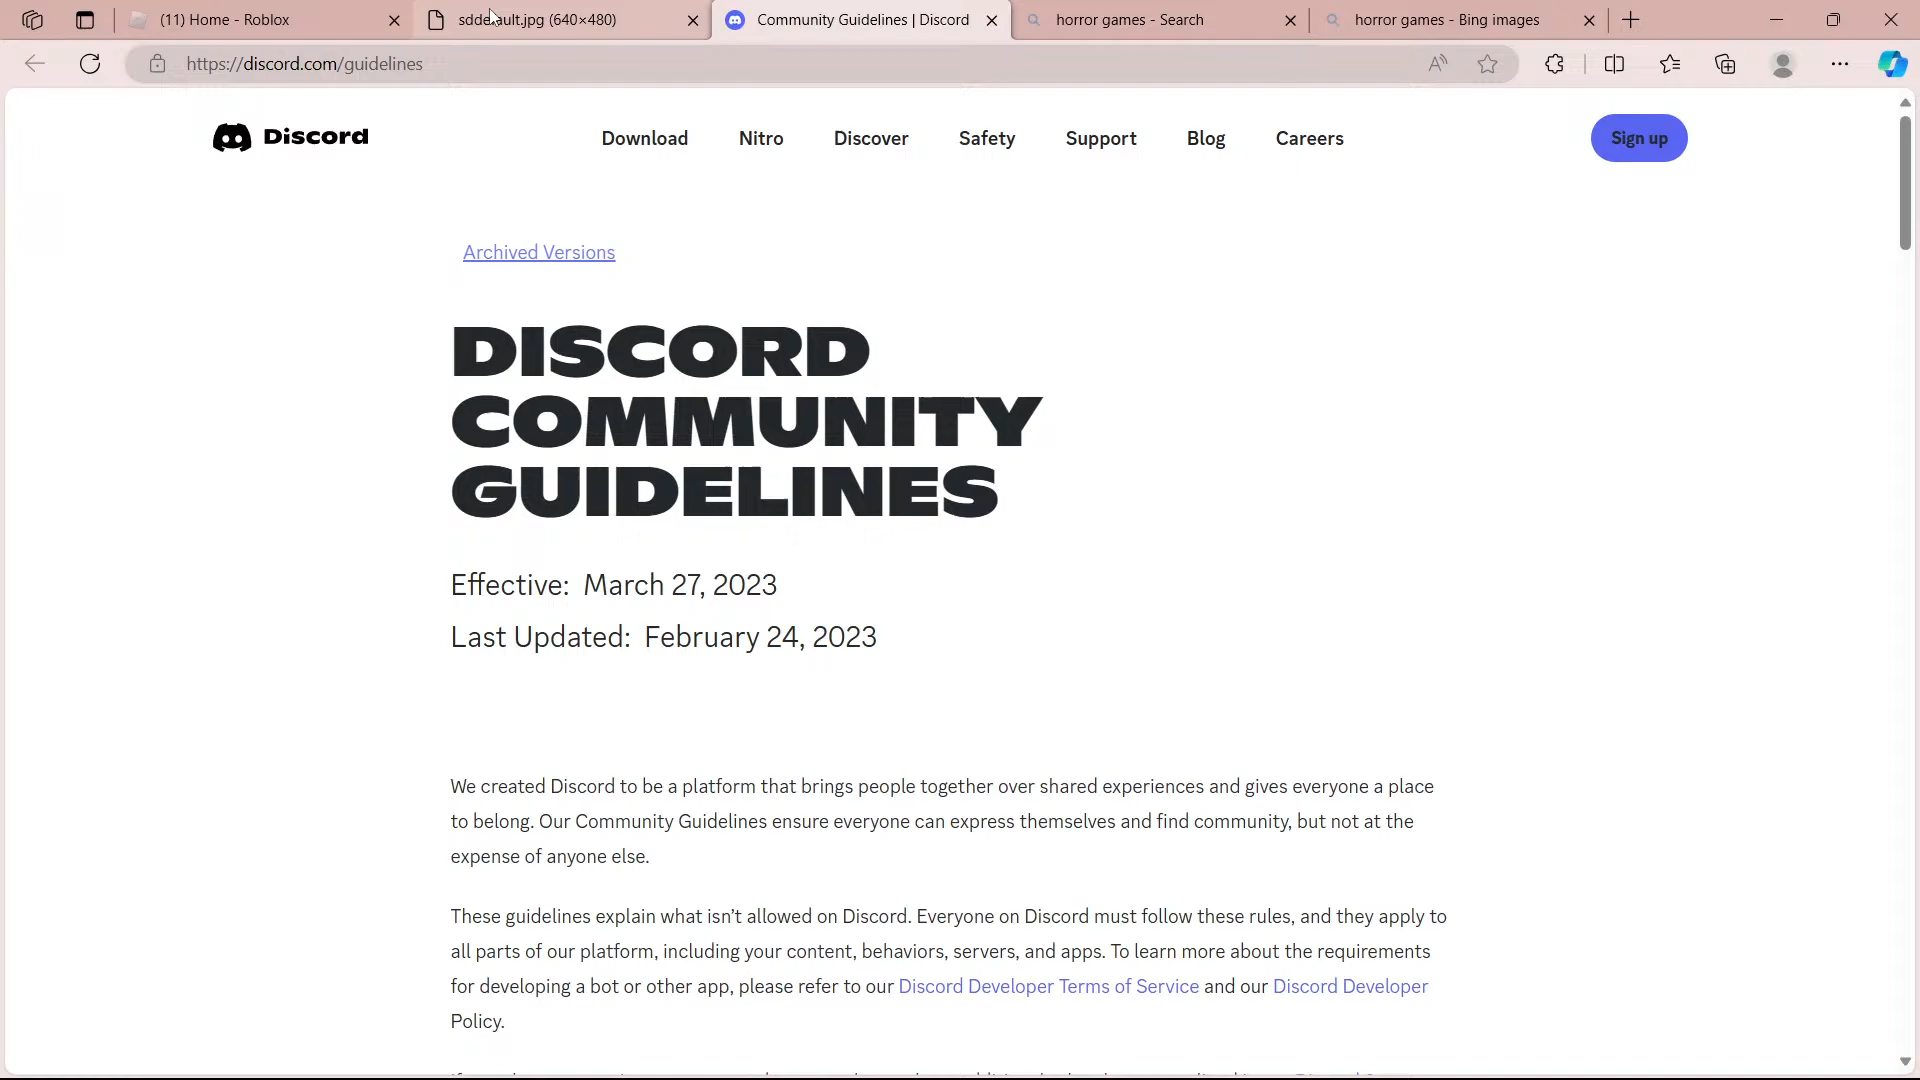 (11) Home - Roblox
sddefault.jpg (640×480)
Community Guidelines | Discord
horror games - Search
horror games - Bing images
https://discord.com/guidelines
Discord
Download
Nitro
Discover
Safety
Support
Blog
Careers
Sign up
Archived Versions
DISCORD
COMMUNITY
GUIDELINES
Effective: March 27, 2023
Last Updated: February 24, 2023
We created Discord to be a platform that brings people together over shared experiences and gives everyone a place
to belong. Our Community Guidelines ensure everyone can express themselves and find community, but not at the
expense of anyone else.
These guidelines explain what isn’t allowed on Discord. Everyone on Discord must follow these rules, and they apply to
all parts of our platform, including your content, behaviors, servers, and apps. To learn more about the requirements
for developing a bot or other app, please refer to our Discord Developer Terms of Service and our Discord Developer
Policy.